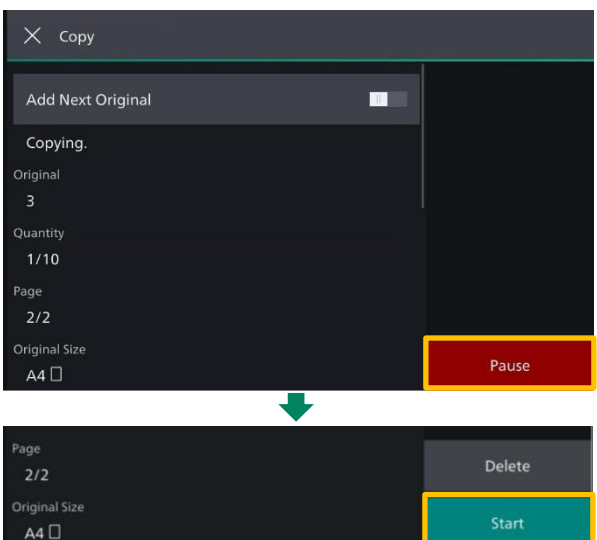 Copy
Add Next Original
Copying.
Original
3
Quantity
1/10
Page
2/2
Original Size
A4
Pause
Page
2/2
Delete
Original Size
A4
Start